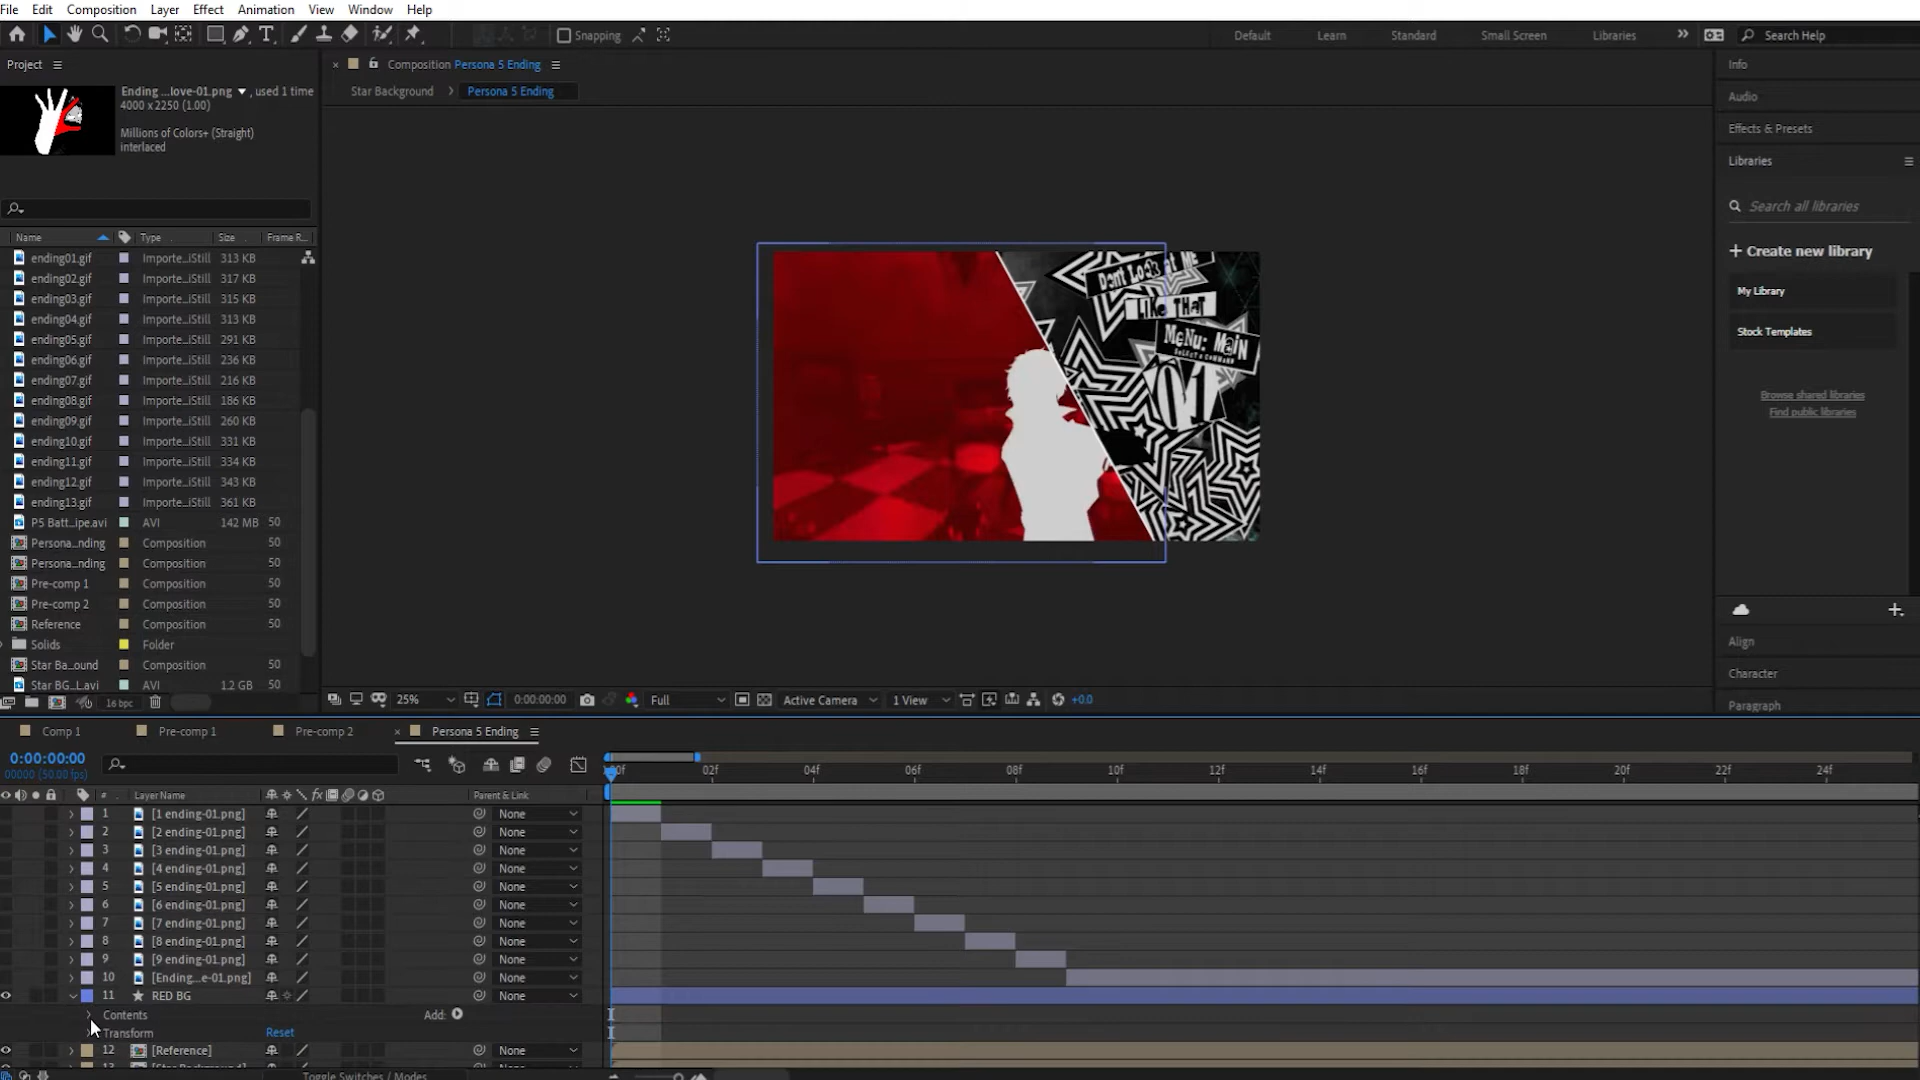 File Edit Composition Layer Effect Animation View Window Help
Snapping
Default Learn Standard Small Screen Libraries Search Help
Project
Ending ...love-01.png , used 1 time
4000 x 2250 (1.00)
Millions of Colors+ (Straight)
interlaced
Name Type Size Frame R...
ending01.gif Importe...iStill 313 KB
ending02.gif Importe...iStill 317 KB
ending03.gif Importe...iStill 315 KB
ending04.gif Importe...iStill 313 KB
ending05.gif Importe...iStill 291 KB
ending06.gif Importe...iStill 236 KB
ending07.gif Importe...iStill 216 KB
ending08.gif Importe...iStill 186 KB
ending09.gif Importe...iStill 260 KB
ending10.gif Importe...iStill 331 KB
ending11.gif Importe...iStill 334 KB
ending12.gif Importe...iStill 343 KB
ending13.gif Importe...iStill 361 KB
P5 Batt...ipe.avi AVI 142 MB 50
Persona...nding Composition 50
Persona...nding Composition 50
Pre-comp 1 Composition 50
Pre-comp 2 Composition 50
Reference Composition 50
Solids Folder
Star Ba...ound Composition 50
Star BG...L.avi AVI 1.2 GB 50
16 bpc
Composition Persona 5 Ending
Star Background Persona 5 Ending
Dont Look at ME
Like THaT
MeNu: MaiN
SELECT a COMMAND
01
25% 0:00:00:00 Full Active Camera 1 View +0.0
Info
Audio
Effects & Presets
Libraries
Search all libraries
+ Create new library
My Library
Stock Templates
Browse shared libraries
Find public libraries
Align
Character
Paragraph
Comp 1 Pre-comp 1 Pre-comp 2 Persona 5 Ending
0:00:00:00
00000 (50.00 fps)
:00f 02f 04f 06f 08f 10f 12f 14f 16f 18f 20f 22f 24f
# Layer Name fx Parent & Link
1 [1 ending-01.png] None
2 [2 ending-01.png] None
3 [3 ending-01.png] None
4 [4 ending-01.png] None
5 [5 ending-01.png] None
6 [6 ending-01.png] None
7 [7 ending-01.png] None
8 [8 ending-01.png] None
9 [9 ending-01.png] None
10 [Ending...e-01.png] None
11 RED BG None
Contents Add:
Transform Reset
12 [Reference] None
Toggle Switches / Modes